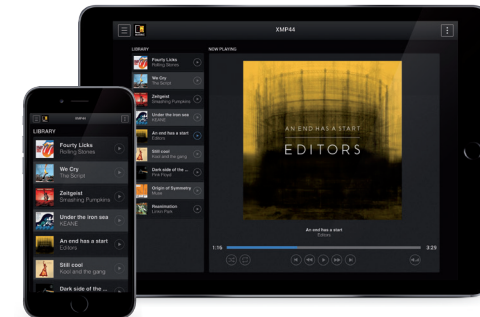 XMP44
LIBRARY
Fourty Licks
Rolling Stones
We Cry
The Script
Zeitgeist
Smashing Pumpkins
Under the iron sea
KEANE
An end has a start
Editors
Still cool
Kool and the gang
Dark side of the ...
Pink Floyd
Origin of Symmetry
Muse
Reanimation
Linkin Park
NOW PLAYING
AN END HAS A START
EDITORS
An end has a start
Editors
1:16
3:29
XMP44
LIBRARY
Fourty Licks
Rolling Stones
We Cry
The Script
Zeitgeist
Smashing Pumpkins
Under the iron sea
KEANE
An end has a start
Editors
Still cool
Kool and the gang
Dark side of the ...